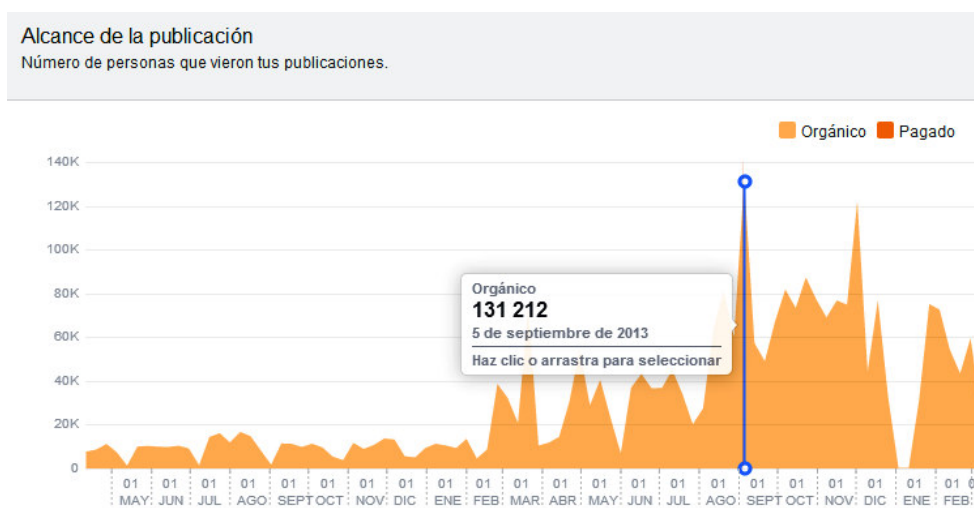 Alcance de la publicación
Número de personas que vieron tus publicaciones.
Orgánico Pagado
140K
120K
100K
80K
60K
40K
20K
0
Orgánico
131 212
5 de septiembre de 2013
Haz clic o arrastra para seleccionar
01 01 01 01 01 01 01 01 01 01 01 01 01 01 01 01 01 01 01 01 01 01
MAY JUN JUL AGO SEPT OCT NOV DIC ENE FEB MAR ABR MAY JUN JUL AGO SEPT OCT NOV DIC ENE FEB